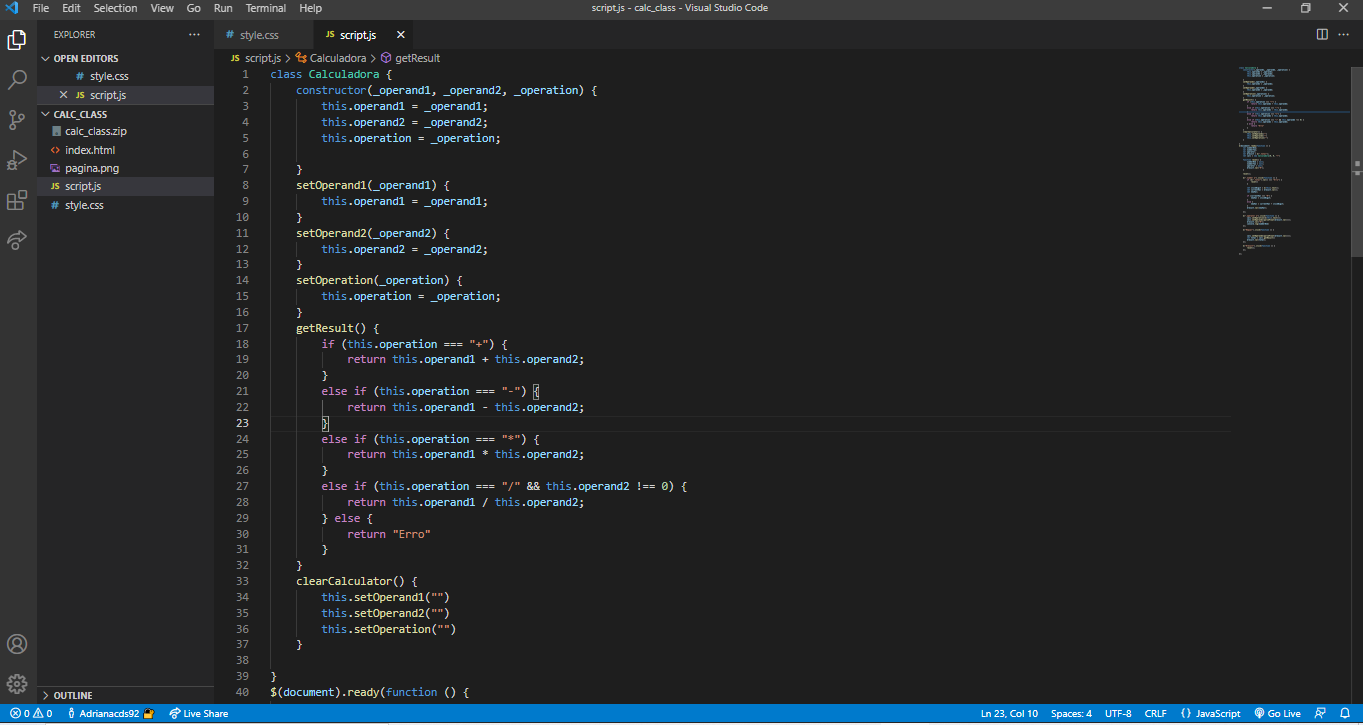 File Edit Selection View Go Run Terminal Help
script.js - calc_class - Visual Studio Code
EXPLORER
OPEN EDITORS
# style.css
JS script.js
CALC_CLASS
calc_class.zip
<> index.html
pagina.png
JS script.js
# style.css
OUTLINE
# style.css
JS script.js
JS script.js > Calculadora > getResult
1 class Calculadora {
2 constructor(_operand1, _operand2, _operation) {
3 this.operand1 = _operand1;
4 this.operand2 = _operand2;
5 this.operation = _operation;
6
7 }
8 setOperand1(_operand1) {
9 this.operand1 = _operand1;
10 }
11 setOperand2(_operand2) {
12 this.operand2 = _operand2;
13 }
14 setOperation(_operation) {
15 this.operation = _operation;
16 }
17 getResult() {
18 if (this.operation === "+") {
19 return this.operand1 + this.operand2;
20 }
21 else if (this.operation === "-") {
22 return this.operand1 - this.operand2;
23 }
24 else if (this.operation === "*") {
25 return this.operand1 * this.operand2;
26 }
27 else if (this.operation === "/" && this.operand2 !== 0) {
28 return this.operand1 / this.operand2;
29 } else {
30 return "Erro"
31 }
32 }
33 clearCalculator() {
34 this.setOperand1("")
35 this.setOperand2("")
36 this.setOperation("")
37 }
38
39 }
40 $(document).ready(function () {
0 0 Adrianacds92 Live Share
Ln 23, Col 10 Spaces: 4 UTF-8 CRLF {} JavaScript Go Live